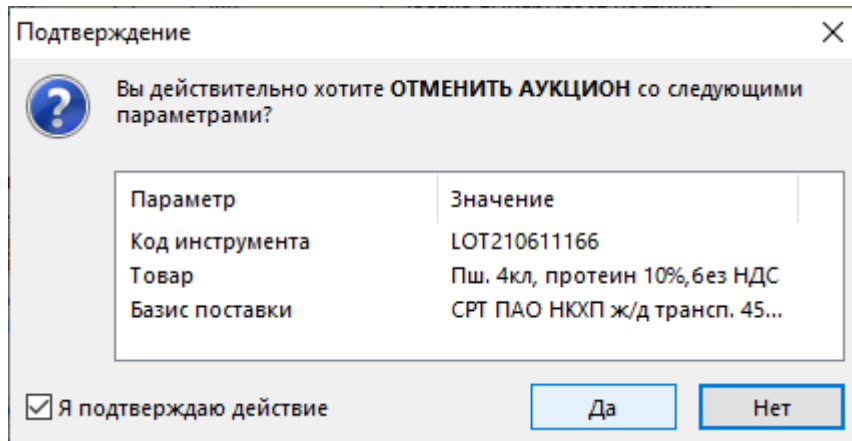 Подтверждение
Вы действительно хотите ОТМЕНИТЬ АУКЦИОН со следующими
параметрами?
Параметр Значение
Код инструмента LOT210611166
Товар Пш. 4кл, протеин 10%,без НДС
Базис поставки СРТ ПАО НКХП ж/д трансп. 45...
Я подтверждаю действие Да Нет